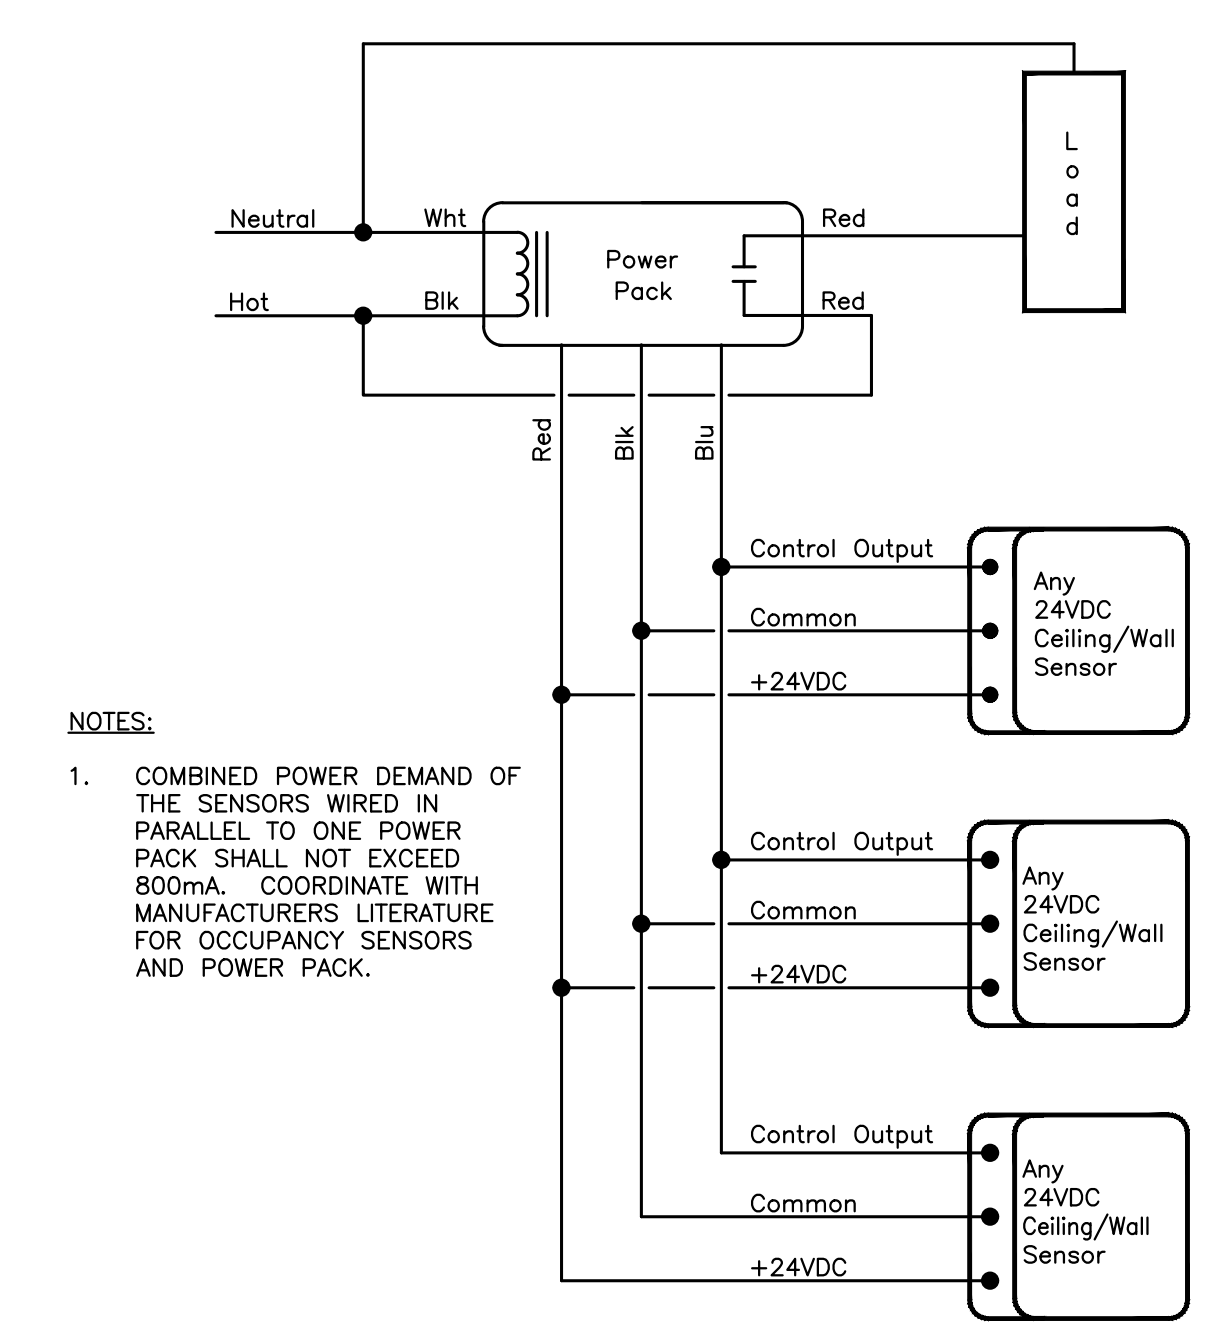 L
o
a
d
Neutral
Wht
Power
Pack
Red
Hot
Blk
Red
Red
Blk
Blu
Control Output
Common
+24VDC
Any
24VDC
Ceiling/Wall
Sensor
NOTES:
1. COMBINED POWER DEMAND OF
THE SENSORS WIRED IN
PARALLEL TO ONE POWER
PACK SHALL NOT EXCEED
800mA. COORDINATE WITH
MANUFACTURERS LITERATURE
FOR OCCUPANCY SENSORS
AND POWER PACK.
Control Output
Common
+24VDC
Any
24VDC
Ceiling/Wall
Sensor
Control Output
Common
+24VDC
Any
24VDC
Ceiling/Wall
Sensor